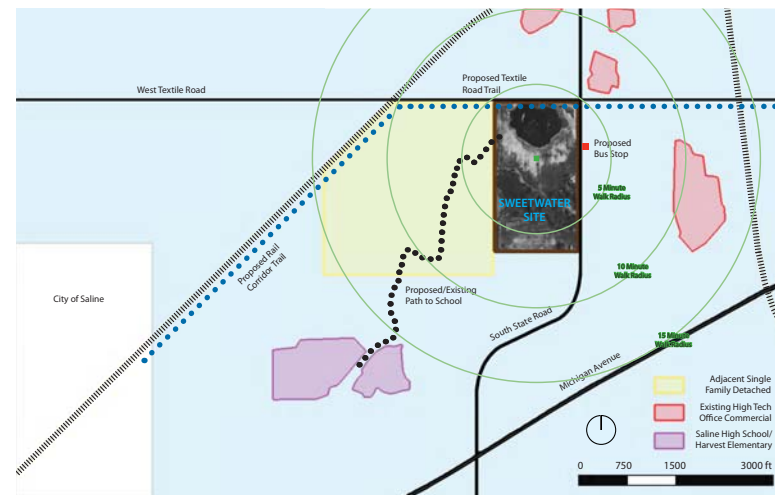 West Textile Road
Proposed Textile
Road Trail
Proposed
Bus Stop
5 Minute
Walk Radius
SWEETWATER
SITE
Proposed Rail
Corridor Trail
10 Minute
Walk Radius
City of Saline
Proposed/Existing
Path to School
South State Road
15 Minute
Walk Radius
Michigan Avenue
Adjacent Single
Family Detached
Existing High Tech
Office Commercial
Saline High School/
Harvest Elementary
0 750 1500 3000 ft